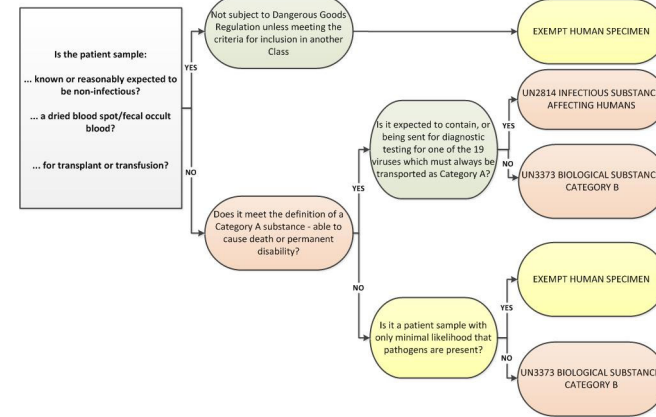 Is the patient sample:
... known or reasonably expected to
be non-infectious?
... a dried blood spot/fecal occult
blood?
... for transplant or transfusion?
YES
Not subject to Dangerous Goods
Regulation unless meeting the
criteria for inclusion in another
Class
EXEMPT HUMAN SPECIMEN
NO
Does it meet the definition of a
Category A substance - able to
cause death or permanent
disability?
YES
Is it expected to contain, or
being sent for diagnostic
testing for one of the 19
viruses which must always be
transported as Category A?
YES
UN2814 INFECTIOUS SUBSTANC
AFFECTING HUMANS
NO
UN3373 BIOLOGICAL SUBSTANC
CATEGORY B
NO
Is it a patient sample with
only minimal likelihood that
pathogens are present?
YES
EXEMPT HUMAN SPECIMEN
NO
UN3373 BIOLOGICAL SUBSTANC
CATEGORY B